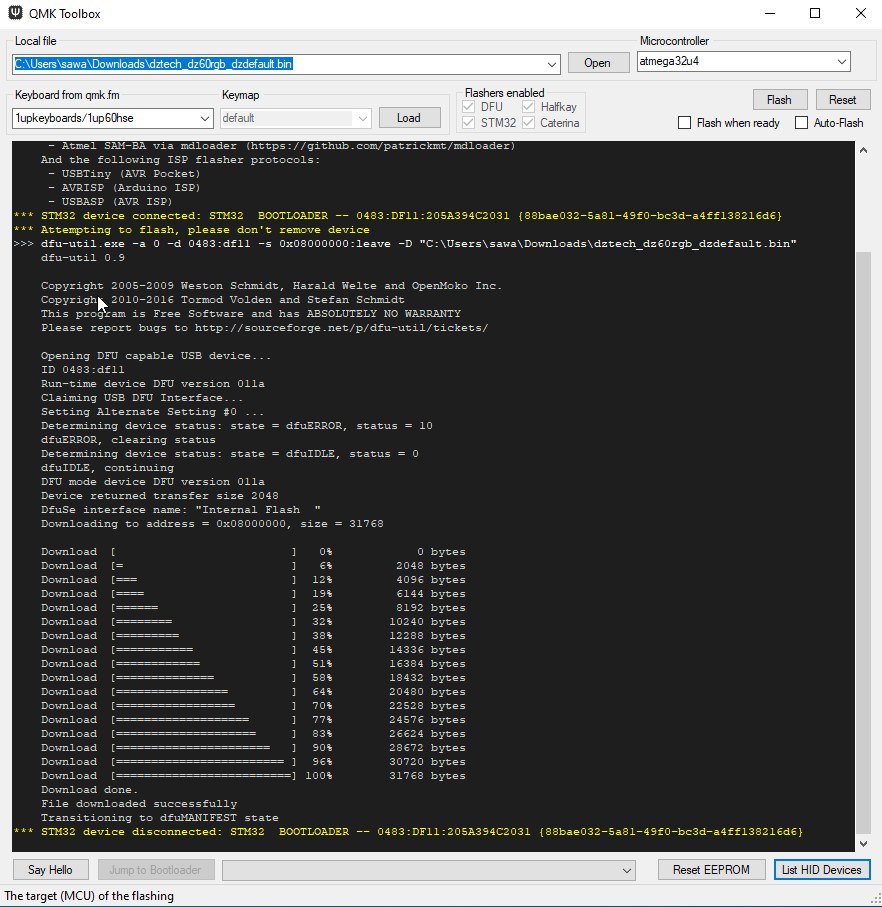 QMK Toolbox
Local file
Microcontroller
C:\Users\sawa\Downloads\dztech_dz60rgb_dzdefault.bin
Open
atmega32u4
Keyboard from qmk.fm
Keymap
Flashers enabled
1upkeyboards/1up60hse
default
Load
DFU
Halfkay
STM32
Caterina
Flash
Reset
Flash when ready
Auto-Flash
- Atmel SAM-BA via mdloader (https://github.com/patrickmt/mdloader)
And the following ISP flasher protocols:
- USBTiny (AVR Pocket)
- AVRISP (Arduino ISP)
- USBASP (AVR ISP)
*** STM32 device connected: STM32  BOOTLOADER -- 0483:DF11:205A394C2031 {88bae032-5a81-49f0-bc3d-a4ff138216d6}
*** Attempting to flash, please don't remove device
>>> dfu-util.exe -a 0 -d 0483:df11 -s 0x08000000:leave -D "C:\Users\sawa\Downloads\dztech_dz60rgb_dzdefault.bin"
dfu-util 0.9
Copyright 2005-2009 Weston Schmidt, Harald Welte and OpenMoko Inc.
Copyright 2010-2016 Tormod Volden and Stefan Schmidt
This program is Free Software and has ABSOLUTELY NO WARRANTY
Please report bugs to http://sourceforge.net/p/dfu-util/tickets/
Opening DFU capable USB device...
ID 0483:df11
Run-time device DFU version 011a
Claiming USB DFU Interface...
Setting Alternate Setting #0 ...
Determining device status: state = dfuERROR, status = 10
dfuERROR, clearing status
Determining device status: state = dfuIDLE, status = 0
dfuIDLE, continuing
DFU mode device DFU version 011a
Device returned transfer size 2048
DfuSe interface name: "Internal Flash  "
Downloading to address = 0x08000000, size = 31768
Download  [                         ]   0%            0 bytes
Download  [=                        ]   6%         2048 bytes
Download  [===                      ]  12%         4096 bytes
Download  [====                     ]  19%         6144 bytes
Download  [======                   ]  25%         8192 bytes
Download  [========                 ]  32%        10240 bytes
Download  [=========                ]  38%        12288 bytes
Download  [===========              ]  45%        14336 bytes
Download  [============             ]  51%        16384 bytes
Download  [==============           ]  58%        18432 bytes
Download  [================         ]  64%        20480 bytes
Download  [=================        ]  70%        22528 bytes
Download  [===================      ]  77%        24576 bytes
Download  [====================     ]  83%        26624 bytes
Download  [======================   ]  90%        28672 bytes
Download  [======================== ]  96%        30720 bytes
Download  [=========================] 100%        31768 bytes
Download done.
File downloaded successfully
Transitioning to dfuMANIFEST state
*** STM32 device disconnected: STM32  BOOTLOADER -- 0483:DF11:205A394C2031 {88bae032-5a81-49f0-bc3d-a4ff138216d6}
Say Hello
Jump to Bootloader
Reset EEPROM
List HID Devices
The target (MCU) of the flashing